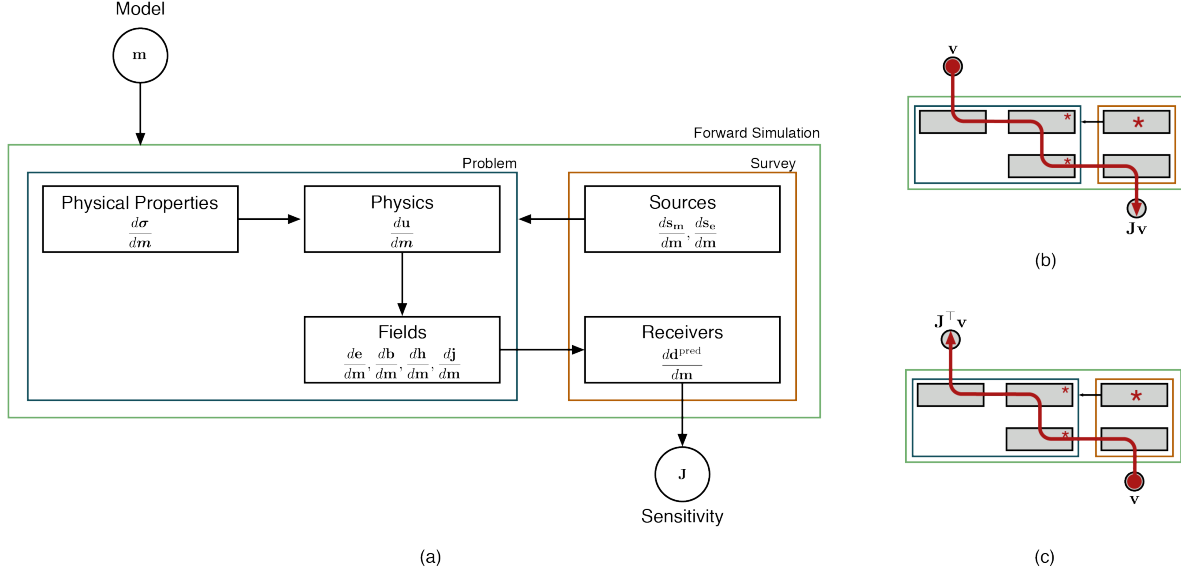 Model
m
Forward Simulation
Problem
Survey
Physical Properties
dσ/dm
Physics
du/dm
Sources
ds_m/dm, ds_e/dm
Fields
de/dm, db/dm, dh/dm, dj/dm
Receivers
dd^pred/dm
J
Sensitivity
(a)
v
*
*
*
Jv
(b)
J^⊤v
*
*
*
v
(c)